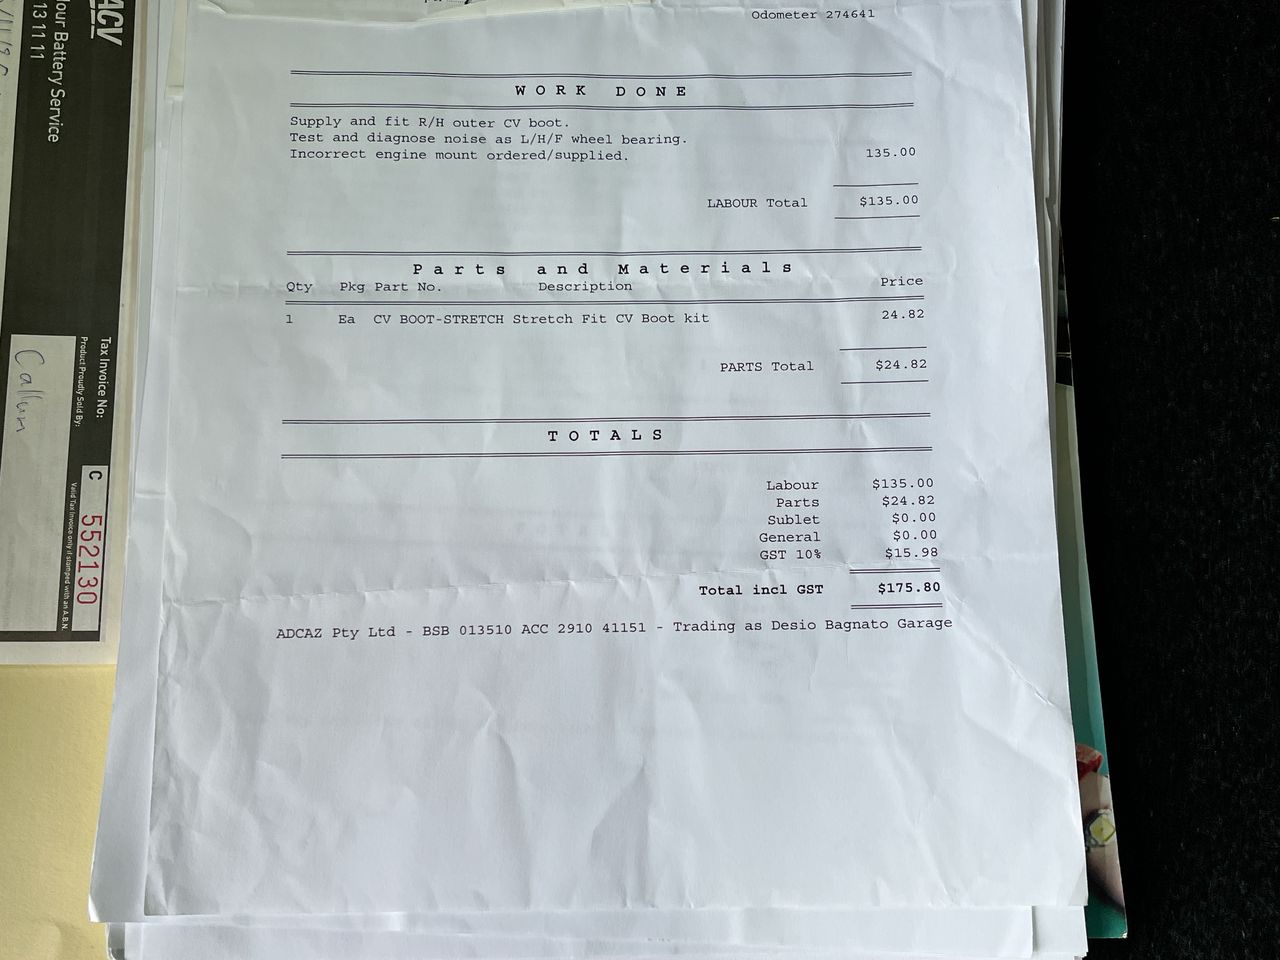 Odometer 274641
WORK DONE
Supply and fit R/H outer CV boot.
Test and diagnose noise as L/H/F wheel bearing.
Incorrect engine mount ordered/supplied. 135.00
LABOUR Total $135.00
Parts and Materials
Qty Pkg Part No. Description Price
1 Ea CV BOOT-STRETCH Stretch Fit CV Boot kit 24.82
PARTS Total $24.82
TOTALS
Labour $135.00
Parts $24.82
Sublet $0.00
General $0.00
GST 10% $15.98
Total incl GST $175.80
ADCAZ Pty Ltd - BSB 013510 ACC 2910 41151 - Trading as Desio Bagnato Garage
ACV
our Battery Service
13 11 11
Tax Invoice No: C 552130
Product Proudly Sold By:
Valid Tax Invoice only if stamped with an A.B.N.
Callum